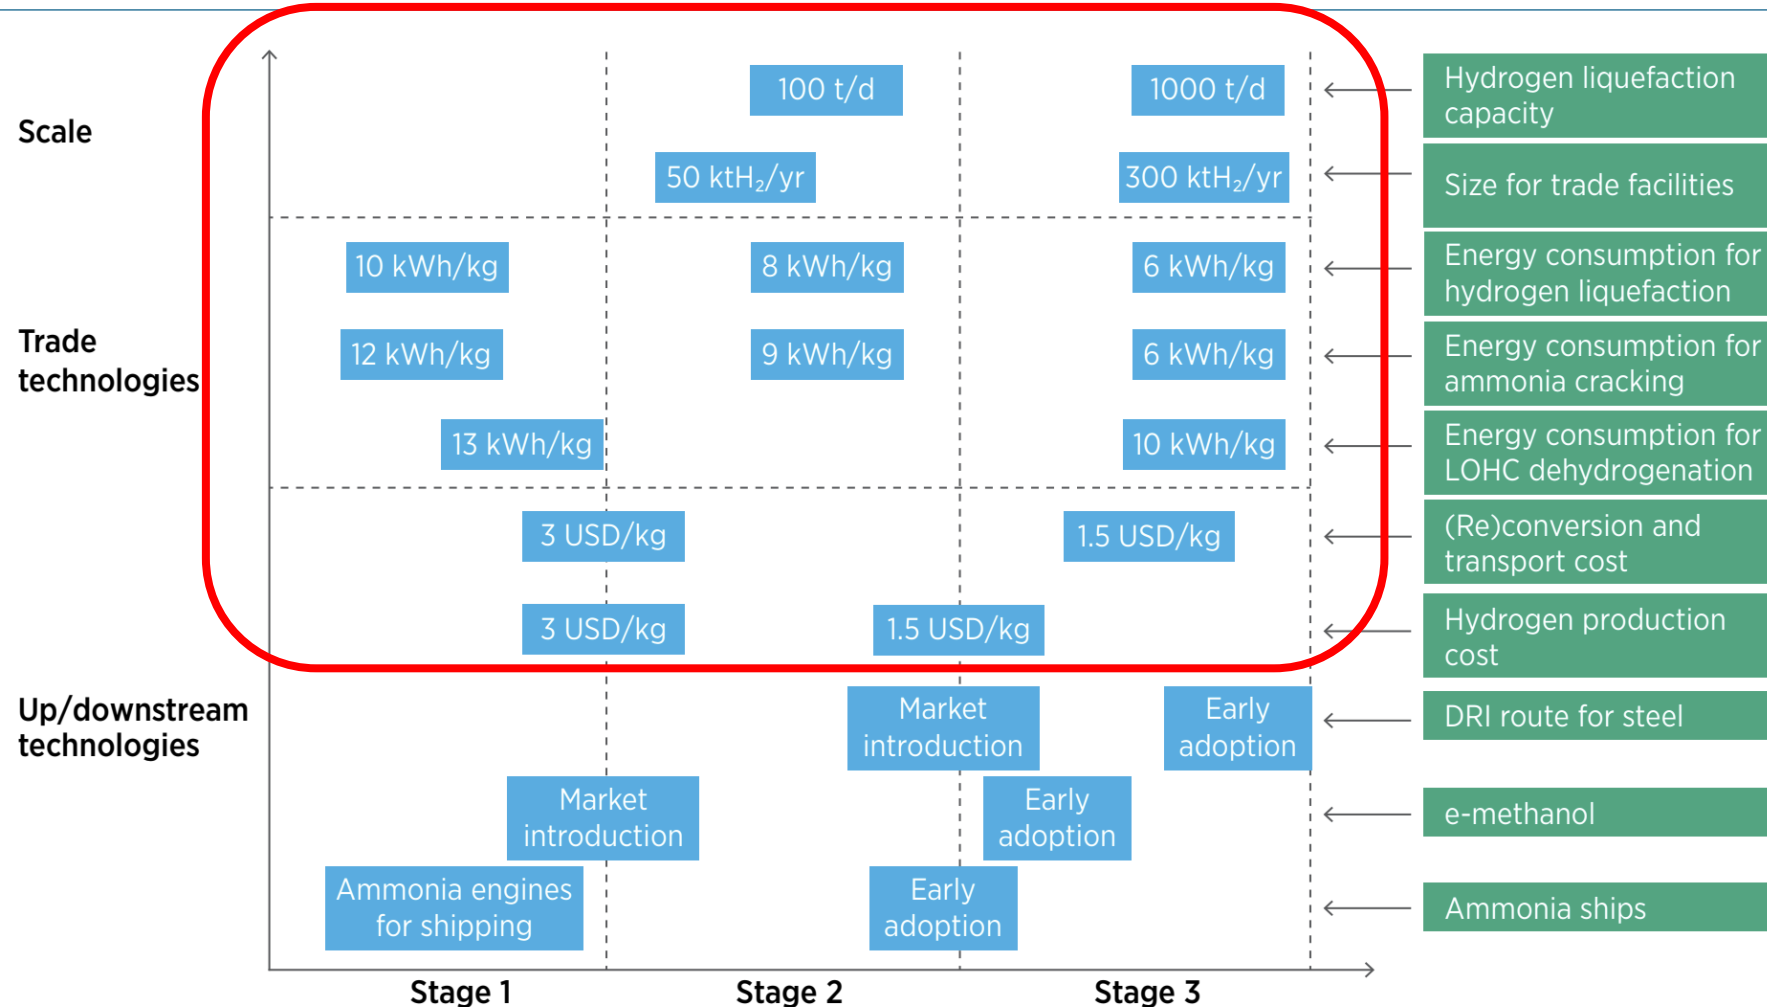 Scale
100 t/d
1000 t/d
Hydrogen liquefaction
capacity
50 ktH₂/yr
300 ktH₂/yr
Size for trade facilities
Trade
technologies
10 kWh/kg
8 kWh/kg
6 kWh/kg
Energy consumption for
hydrogen liquefaction
12 kWh/kg
9 kWh/kg
6 kWh/kg
Energy consumption for
ammonia cracking
13 kWh/kg
10 kWh/kg
Energy consumption for
LOHC dehydrogenation
3 USD/kg
1.5 USD/kg
(Re)conversion and
transport cost
3 USD/kg
1.5 USD/kg
Hydrogen production
cost
Up/downstream
technologies
Market
introduction
Early
adoption
DRI route for steel
Market
introduction
Early
adoption
e-methanol
Ammonia engines
for shipping
Early
adoption
Ammonia ships
Stage 1
Stage 2
Stage 3